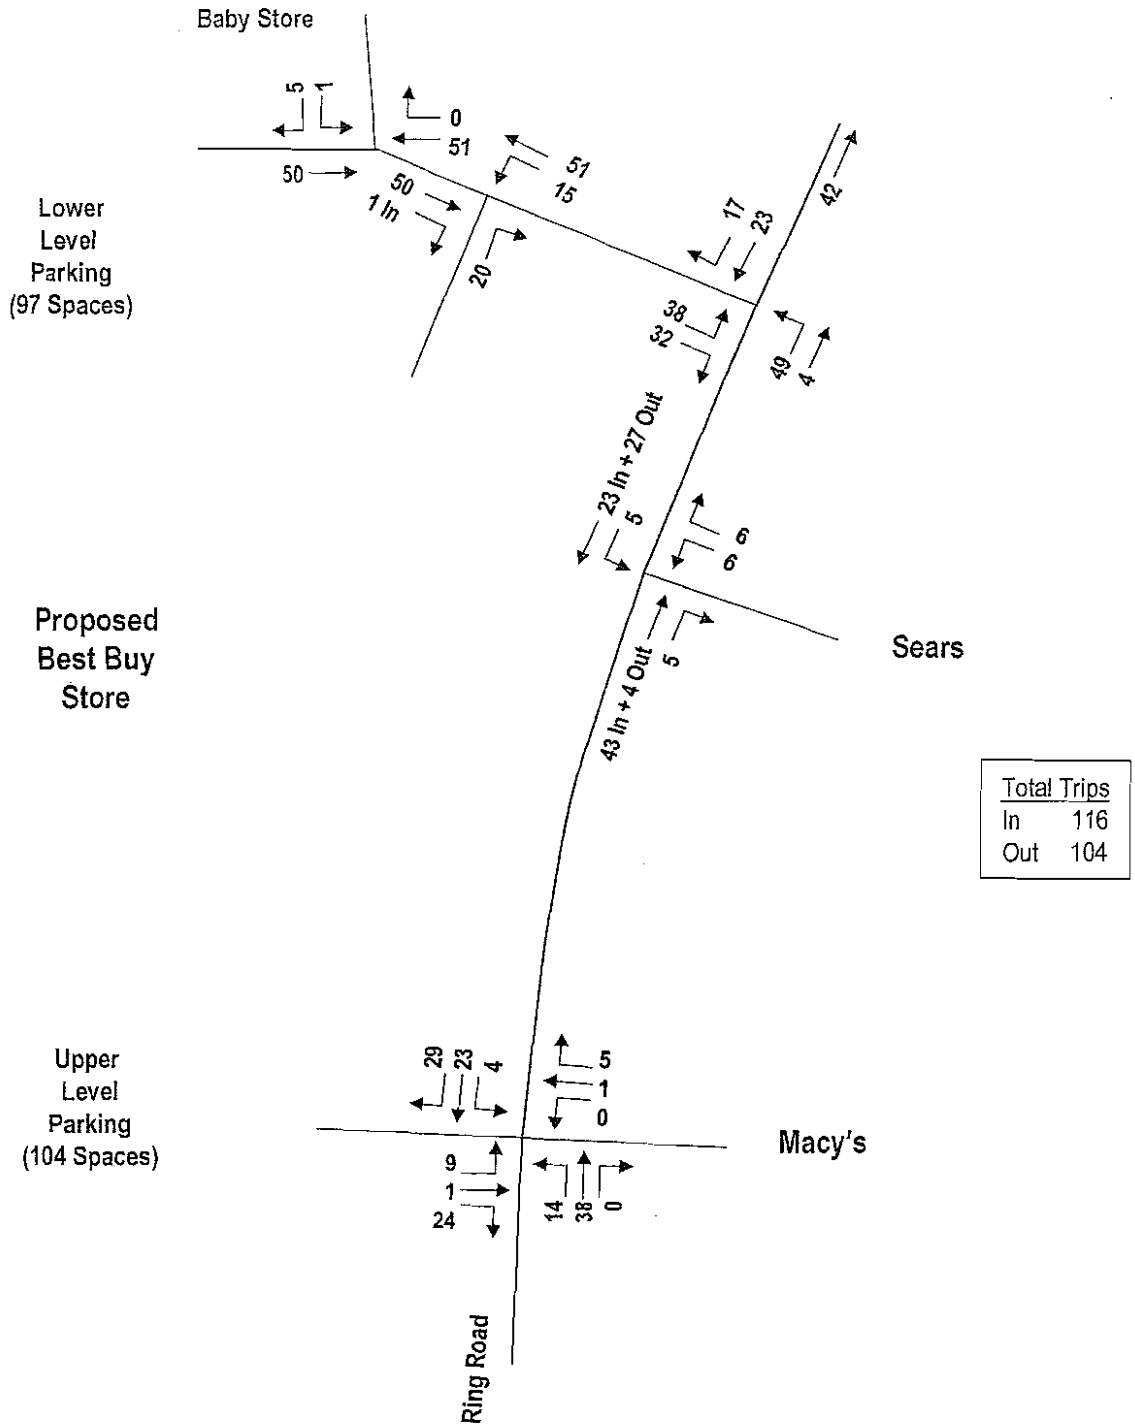 Baby Store
5
1
0
51
50
50
1 In
51
15
20
Lower
Level
Parking
(97 Spaces)
17
23
42
38
32
49
4
23 In + 27 Out
5
6
6
43 In + 4 Out
5
Sears
Proposed
Best Buy
Store
Total Trips
In 116
Out 104
Upper
Level
Parking
(104 Spaces)
29
23
4
5
1
0
Macy's
9
1
24
14
38
0
Ring Road